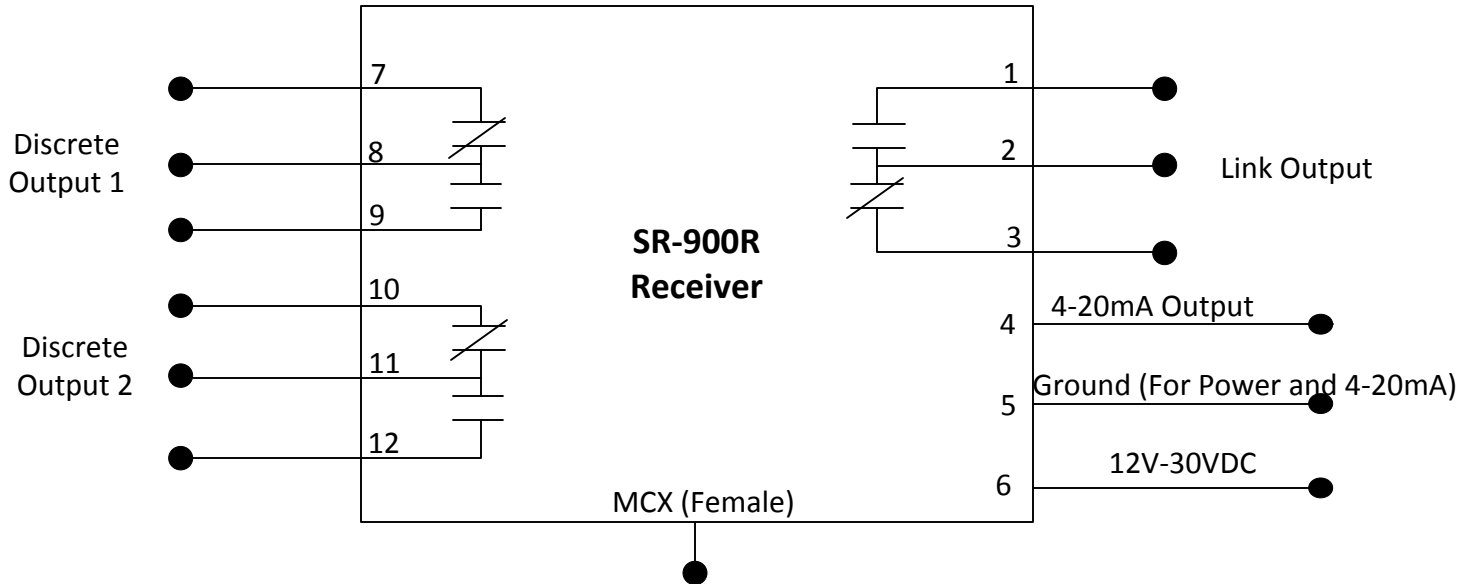 7
8
9
Discrete
Output 1
10
11
12
Discrete
Output 2
SR-900R
Receiver
MCX (Female)
1
2
3
Link Output
4
4-20mA Output
5
Ground (For Power and 4-20mA)
6
12V-30VDC